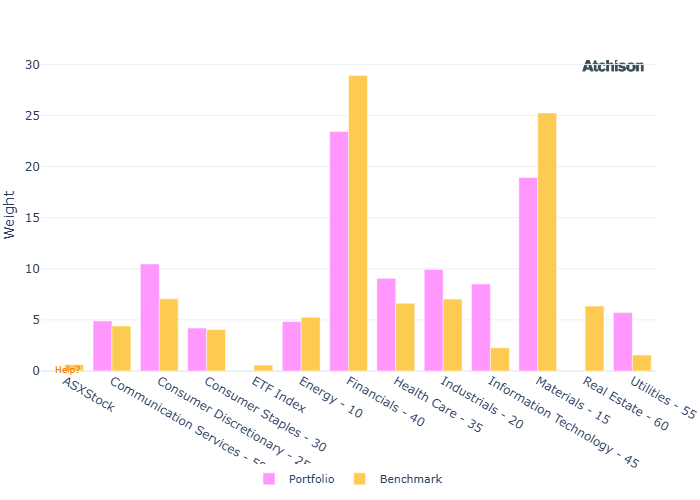 Atchison
30
25
20
15
10
5
0
Weight
Help?
ASXStock
Communication Services - 50
Consumer Discretionary - 25
Consumer Staples - 30
ETF Index
Energy - 10
Financials - 40
Health Care - 35
Industrials - 20
Information Technology - 45
Materials - 15
Real Estate - 60
Utilities - 55
Portfolio
Benchmark